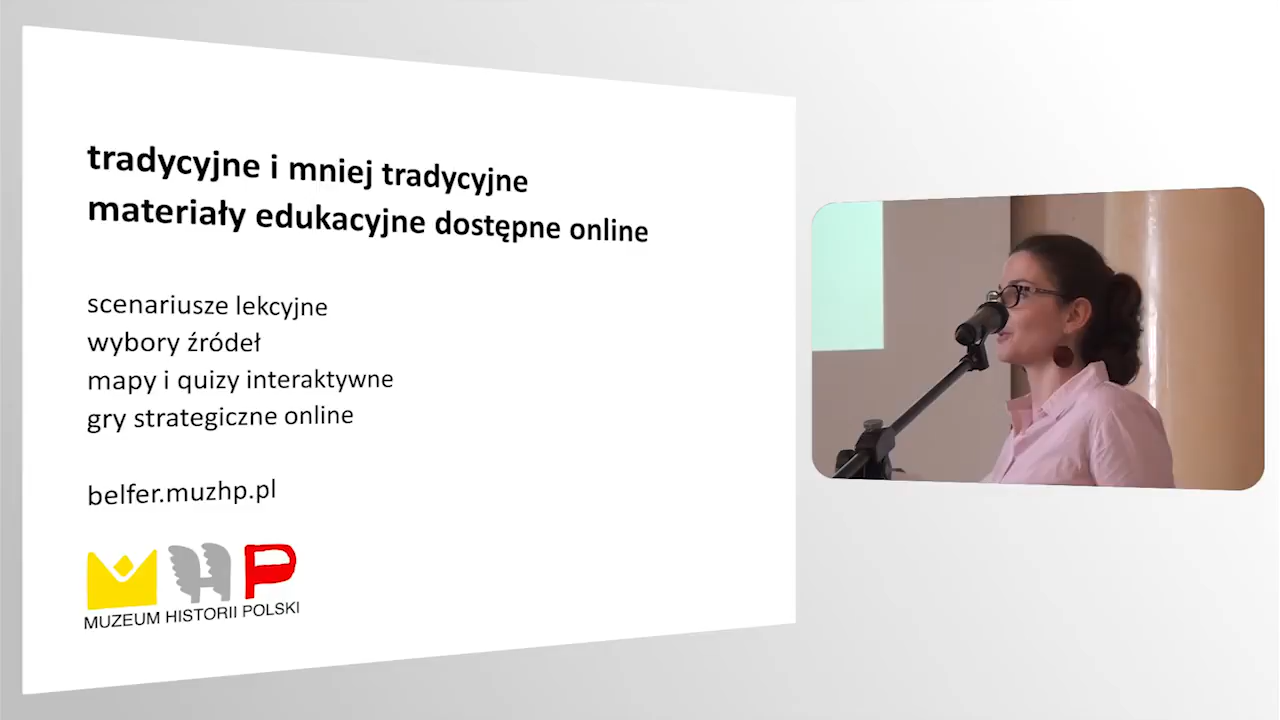 tradycyjne i mniej tradycyjne
materiały edukacyjne dostępne online
scenariusze lekcyjne
wybory źródeł
mapy i quizy interaktywne
gry strategiczne online
belfer.muzhp.pl
MHP
MUZEUM HISTORII POLSKI